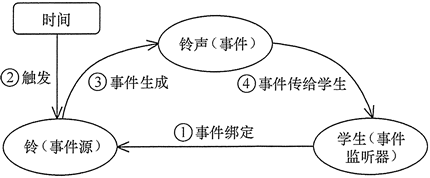 时间
铃声(事件)
②触发
③事件生成
④事件传给学生
①事件绑定
铃(事件源)
学生(事件
监听器)